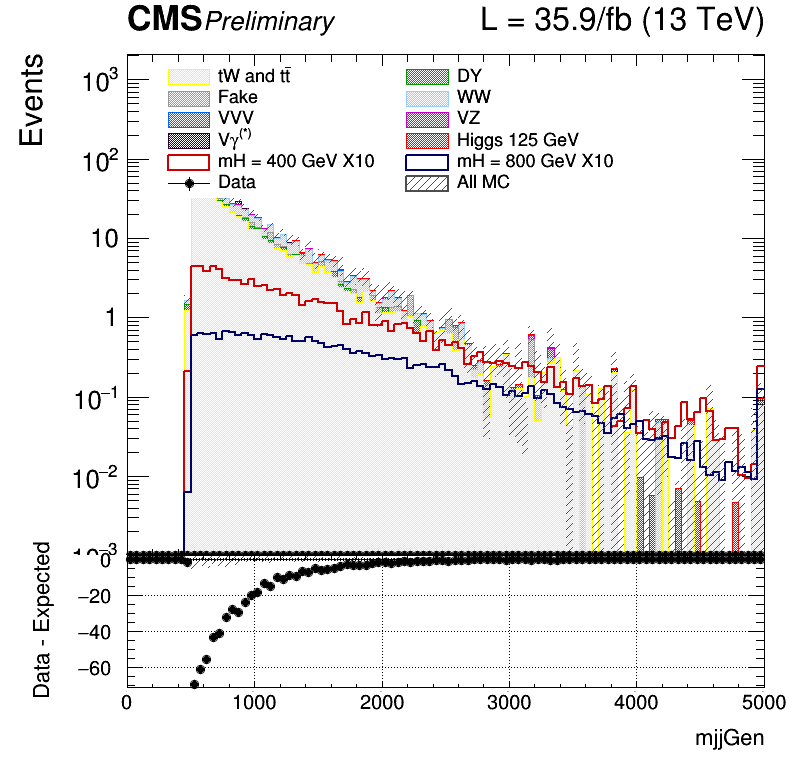 CMS Preliminary L = 35.9/fb (13 TeV)
Events
10³
10²
10
1
10⁻¹
10⁻²
tW and tt̄ DY
Fake WW
VVV VZ
Vγ(*) Higgs 125 GeV
mH = 400 GeV X10 mH = 800 GeV X10
Data All MC
Data - Expected
0
−20
−40
−60
0 1000 2000 3000 4000 5000
mjjGen